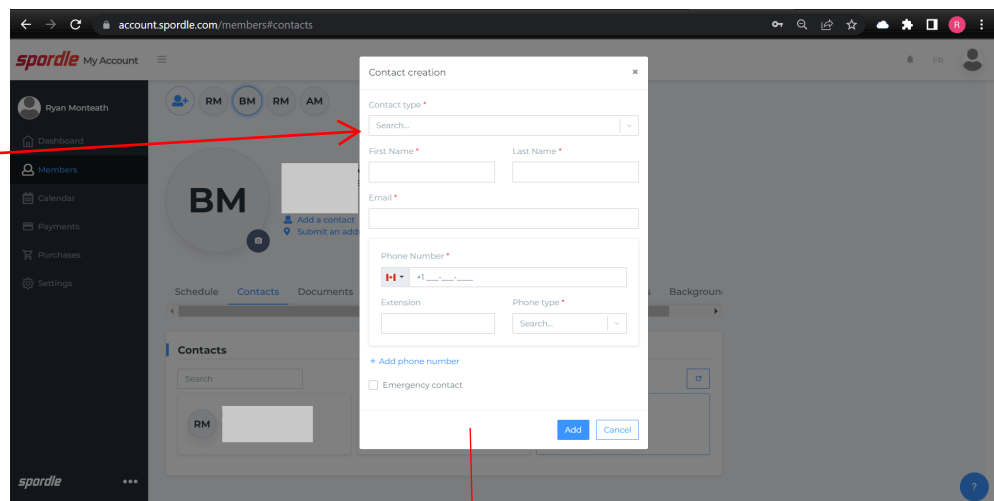 account.spordle.com/members#contacts
R
spordle My Account
FR
Contact creation ×
Ryan Monteath
RM BM RM AM
Contact type *
Search...
Dashboard
First Name * Last Name *
Members
BM
Calendar
Email *
Add a contact
Payments
Submit an add
Purchases
Phone Number *
+1 ___-___-____
Settings
Schedule Contacts Documents
Extension Phone type *
s Backgroun
Search...
Contacts
+ Add phone number
Search
Emergency contact
RM
Add Cancel
spordle
?